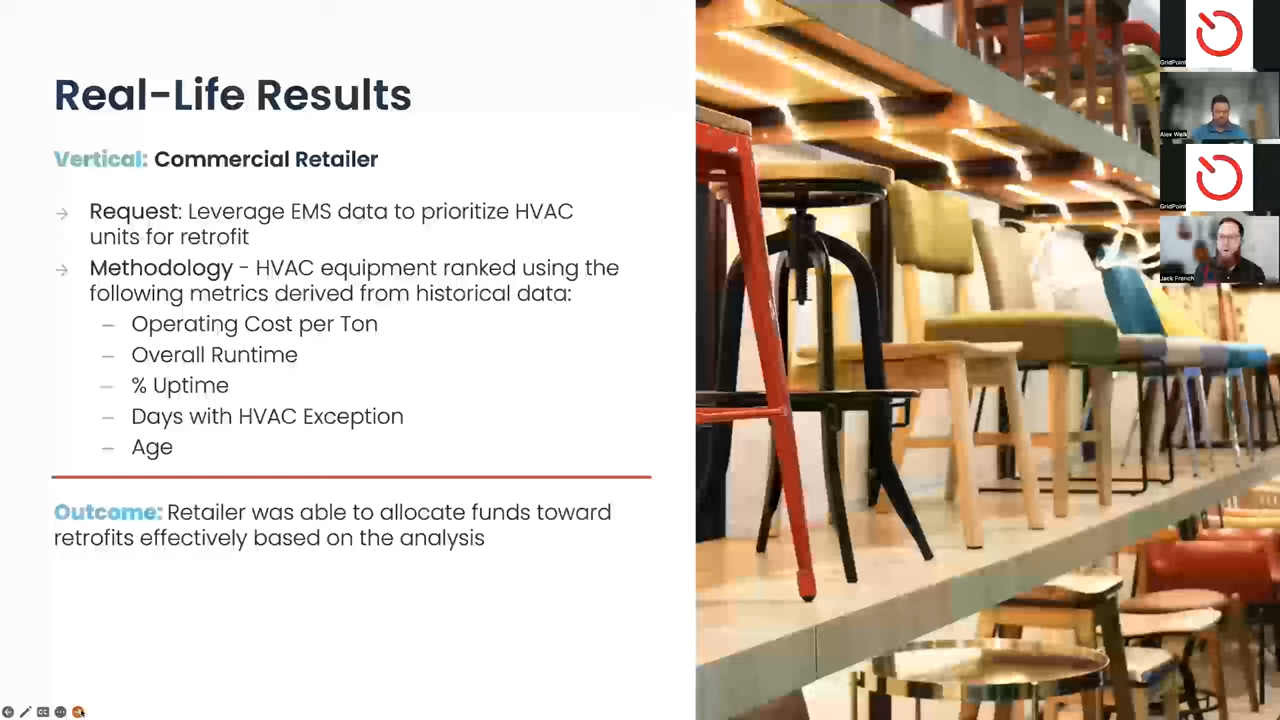 Real-Life Results
Vertical: Commercial Retailer
Request: Leverage EMS data to prioritize HVAC
units for retrofit
Methodology - HVAC equipment ranked using the
following metrics derived from historical data:
– Operating Cost per Ton
– Overall Runtime
– % Uptime
– Days with HVAC Exception
– Age
Outcome: Retailer was able to allocate funds toward
retrofits effectively based on the analysis
GridPoint
Alex Welk
GridPoint
Jack French
CC